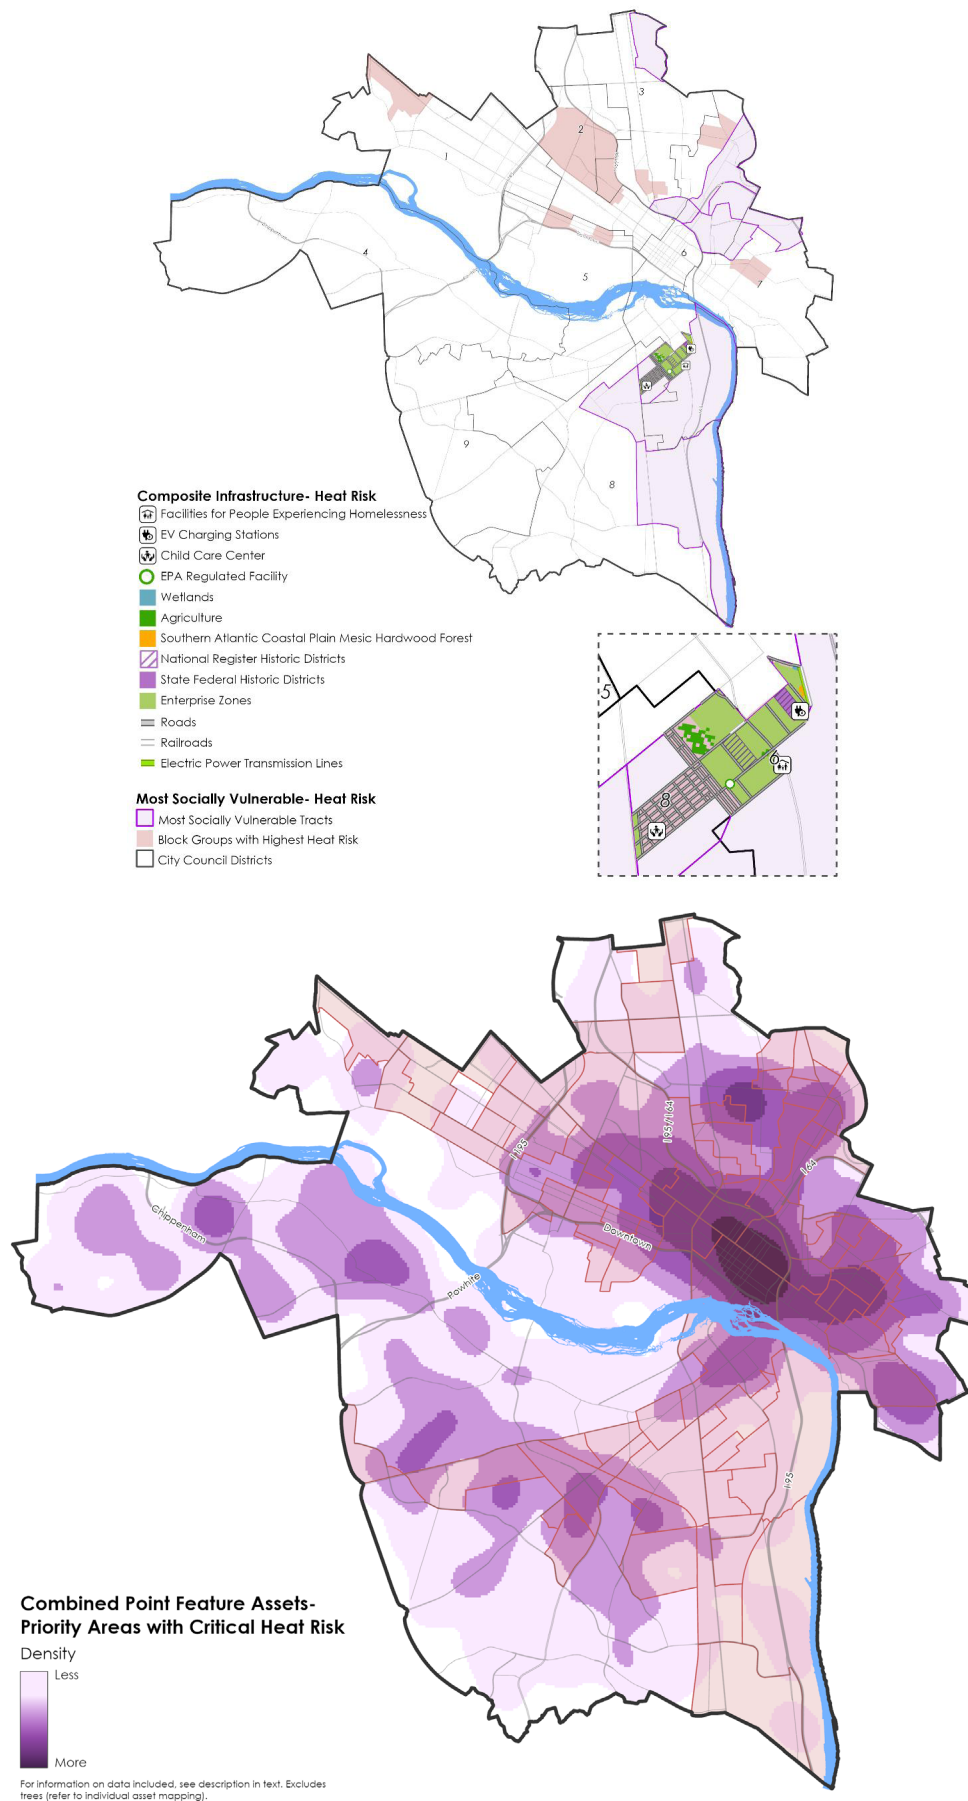 3
2
1
4
6
5
7
9
8
Composite Infrastructure- Heat Risk
Facilities for People Experiencing Homelessness
EV Charging Stations
Child Care Center
EPA Regulated Facility
Wetlands
Agriculture
Southern Atlantic Coastal Plain Mesic Hardwood Forest
National Register Historic Districts
State Federal Historic Districts
Enterprise Zones
Roads
Railroads
Electric Power Transmission Lines
Most Socially Vulnerable- Heat Risk
Most Socially Vulnerable Tracts
Block Groups with Highest Heat Risk
City Council Districts
5
6
8
I 95 / I 64
I 195
I 64
Chippenham
Downtown
Powhite
I-95
Combined Point Feature Assets-
Priority Areas with Critical Heat Risk
Density
Less
More
For information on data included, see description in text. Excludes
trees (refer to individual asset mapping).